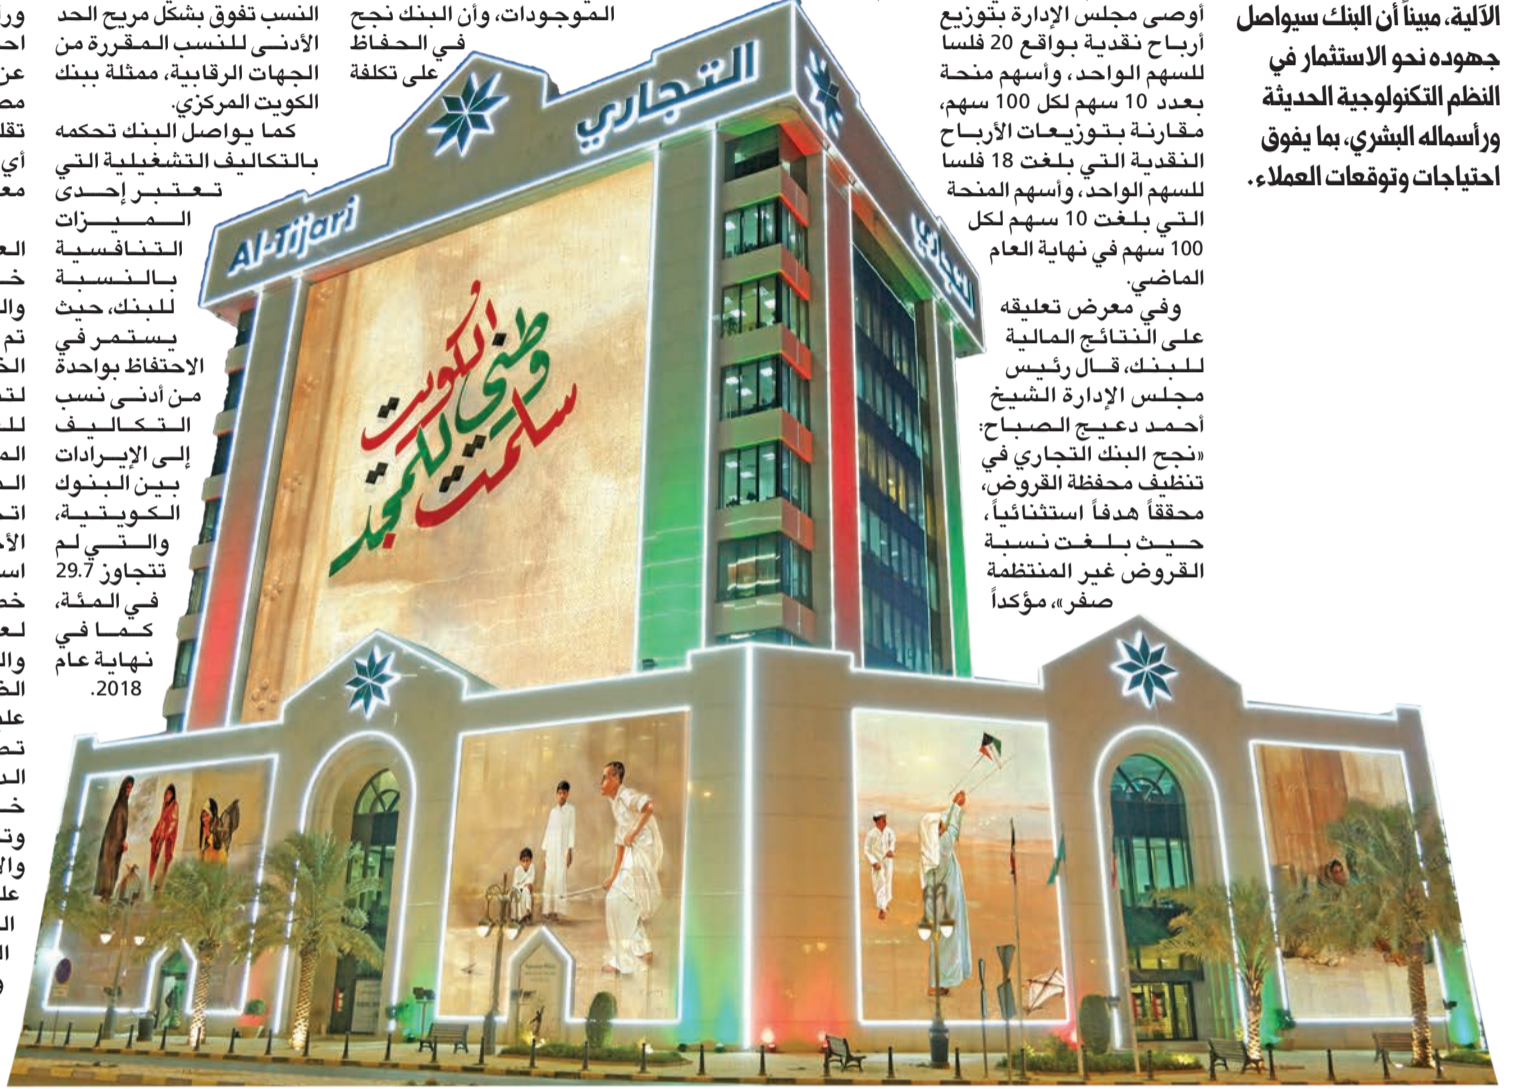 الآلية، مبيناً أن البنك سيواصل
جهوده نحو الاستثمار في
النظم التكنولوجية الحديثة
ورأسماله البشري، بما يفوق
احتياجات وتوقعات العملاء.
أوصى مجلس الإدارة بتوزيع
أرباح نقدية بواقع 20 فلسا
للسهم الواحد، وأسهم منحة
بعدد 10 سهم لكل 100 سهم،
مقارنة بتوزيعات الأرباح
النقدية التي بلغت 18 فلسا
للسهم الواحد، وأسهم المنحة
التي بلغت 10 سهم لكل
100 سهم في نهاية العام
الماضي.
وفي معرض تعليقه
على النتائج المالية
للبنك، قال رئيس
مجلس الإدارة الشيخ
أحمد دعيج الصباح:
«نجح البنك التجاري في
تنظيف محفظة القروض،
محققاً هدفاً استثنائياً،
حيث بلغت نسبة
القروض غير المنتظمة
صفر»، مؤكداً
الموجودات، وأن البنك نجح
في الحفاظ
على تكلفة
النسب تفوق بشكل مريح الحد
الأدنى للنسب المقررة من
الجهات الرقابية، ممثلة ببنك
الكويت المركزي.
كما يواصل البنك تحكمه
بالتكاليف التشغيلية التي
تعتبر إحدى
المميزات
التنافسية
بالنسبة
للبنك، حيث
يستمر في
الاحتفاظ بواحدة
من أدنى نسب
التكاليف
إلى الإيرادات
بين البنوك
الكويتية،
والتي لم
تتجاوز 29.7
في المئة،
كما في
نهاية عام
2018.
التجاري
Al-Tijari
التجاري
وطني الكويت
سلمت للمجد